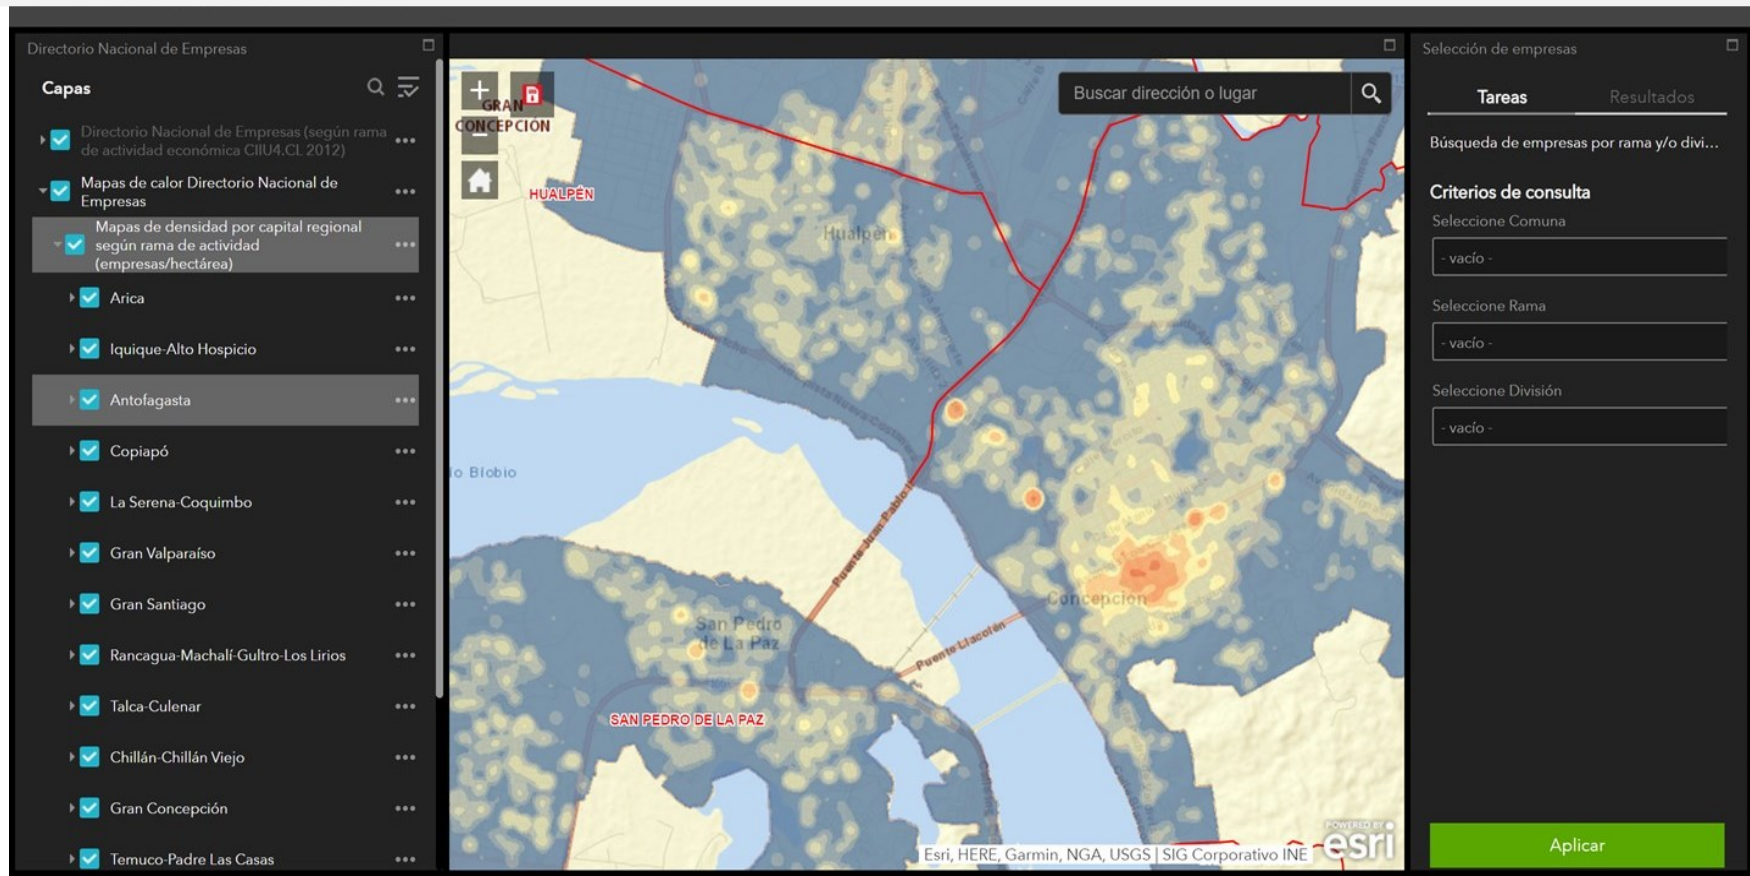 Directorio Nacional de Empresas
Capas
Directorio Nacional de Empresas (según rama
de actividad económica CIIU4.CL 2012)
Mapas de calor Directorio Nacional de
Empresas
Mapas de densidad por capital regional
según rama de actividad
(empresas/hectárea)
Arica
Iquique-Alto Hospicio
Antofagasta
Copiapó
La Serena-Coquimbo
Gran Valparaíso
Gran Santiago
Rancagua-Machalí-Gultro-Los Lirios
Talca-Culenar
Chillán-Chillán Viejo
Gran Concepción
Temuco-Padre Las Casas
GRAN
CONCEPCIÓN
Buscar dirección o lugar
HUALPÉN
Hualpén
io Biobio
Puente Juan Pablo II
Concepcion
San Pedro
de La Paz
Puente Llacolén
SAN PEDRO DE LA PAZ
POWERED BY
esri
Esri, HERE, Garmin, NGA, USGS | SIG Corporativo INE
Selección de empresas
Tareas
Resultados
Búsqueda de empresas por rama y/o divi...
Criterios de consulta
Seleccione Comuna
- vacío -
Seleccione Rama
- vacío -
Seleccione División
- vacío -
Aplicar